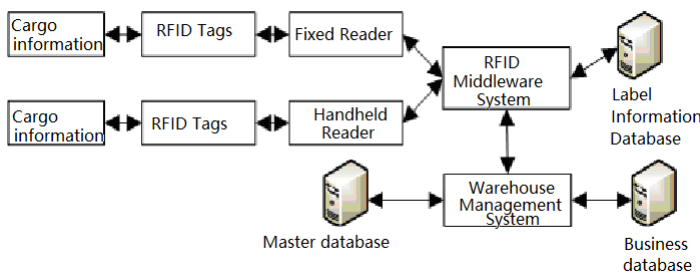 Cargo
information
RFID Tags
Fixed Reader
RFID
Middleware
System
Label
Information
Database
Cargo
information
RFID Tags
Handheld
Reader
Warehouse
Management
System
Master database
Business
database